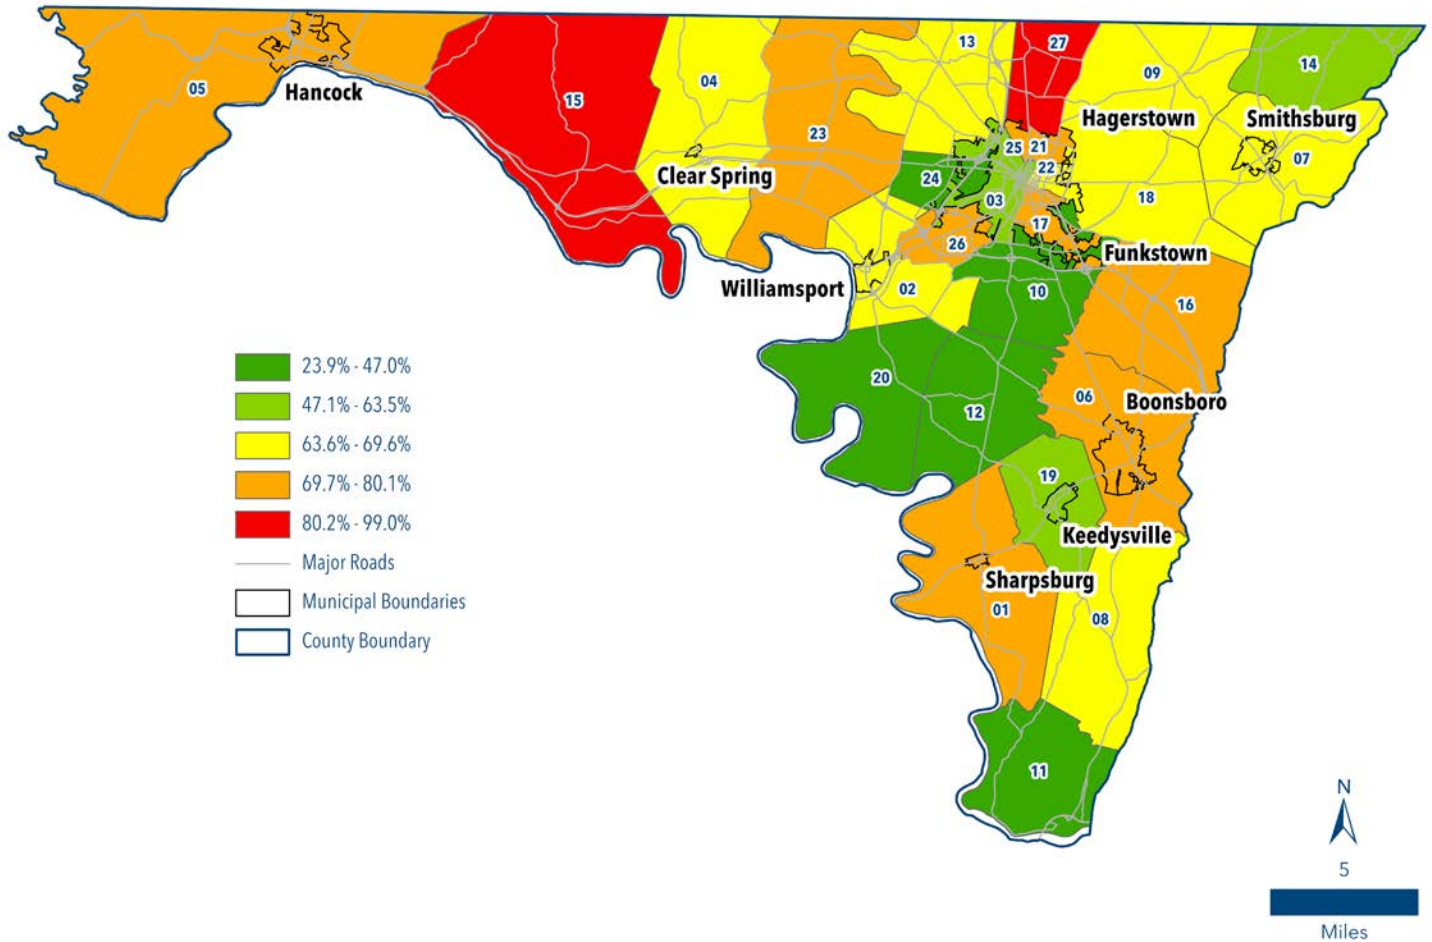 13
27
09
14
05
Hancock
15
04
23
Hagerstown
Smithsburg
25
21
22
07
Clear Spring
24
03
18
17
26
Funkstown
Williamsport
02
10
16
20
12
06
Boonsboro
19
Keedysville
Sharpsburg
01
08
11
23.9% - 47.0%
47.1% - 63.5%
63.6% - 69.6%
69.7% - 80.1%
80.2% - 99.0%
Major Roads
Municipal Boundaries
County Boundary
N
5
Miles